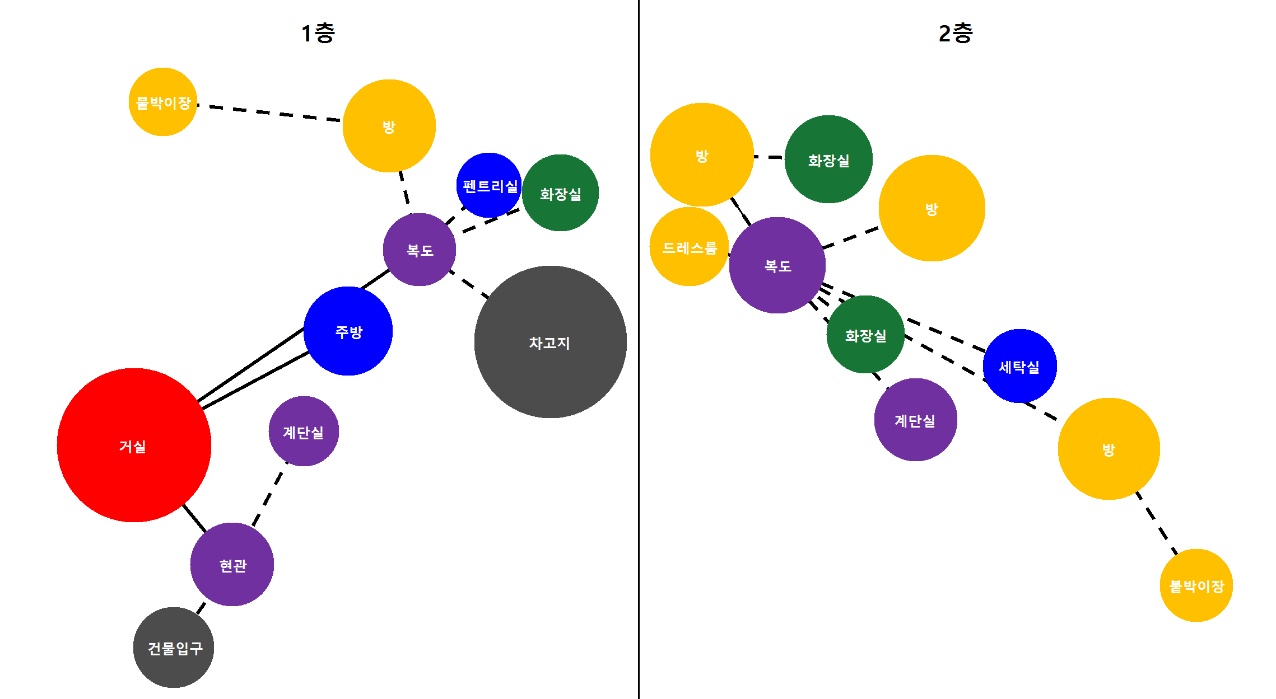 1층
붙박이장
방
펜트리실
화장실
복도
주방
차고지
거실
계단실
현관
건물입구
2층
방
화장실
방
드레스룸
복도
화장실
세탁실
계단실
방
붙박이장